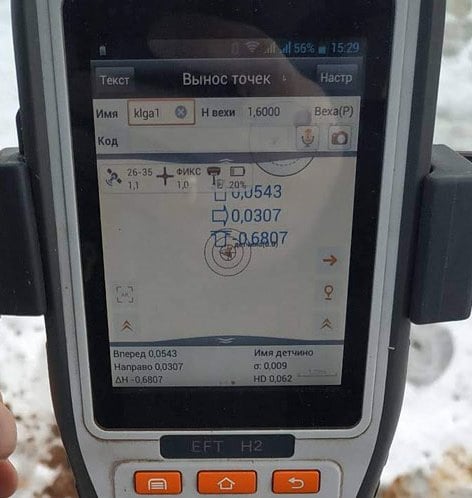 56% 15:29
Текст Вынос точек Настр
Имя klga1 Н вехи 1,6000 Веха(Р)
Код
26-35 ФИКС
1,1 1,0 20%
0,0543
0,0307
-0,6807
Вперед 0,0543 Имя детчино
Направо 0,0307 σ: 0,009
ΔН -0,6807 HD 0,062
EFT H2